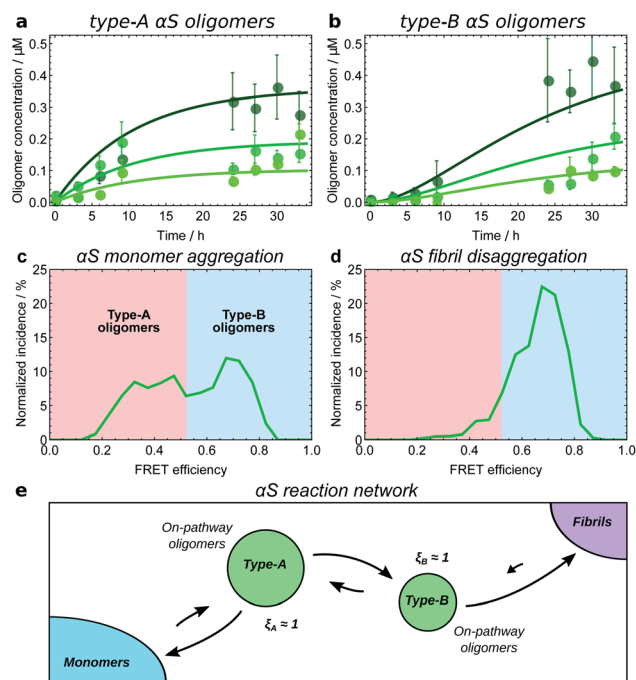 a type-A αS oligomers
Oligomer concentration / µM
0.5
0.4
0.3
0.2
0.1
0.0
0 5 10 15 20 25 30
Time / h
b type-B αS oligomers
Oligomer concentration / µM
0.5
0.4
0.3
0.2
0.1
0.0
0 5 10 15 20 25 30
Time / h
c αS monomer aggregation
Normalized incidence / %
25
20
15
10
5
0
Type-A
oligomers
Type-B
oligomers
0.0 0.2 0.4 0.6 0.8 1.0
FRET efficiency
d αS fibril disaggregation
Normalized incidence / %
25
20
15
10
5
0
0.0 0.2 0.4 0.6 0.8 1.0
FRET efficiency
e αS reaction network
On-pathway
oligomers
Type-A
ξA ≈ 1
Monomers
ξB ≈ 1
Type-B
On-pathway
oligomers
Fibrils